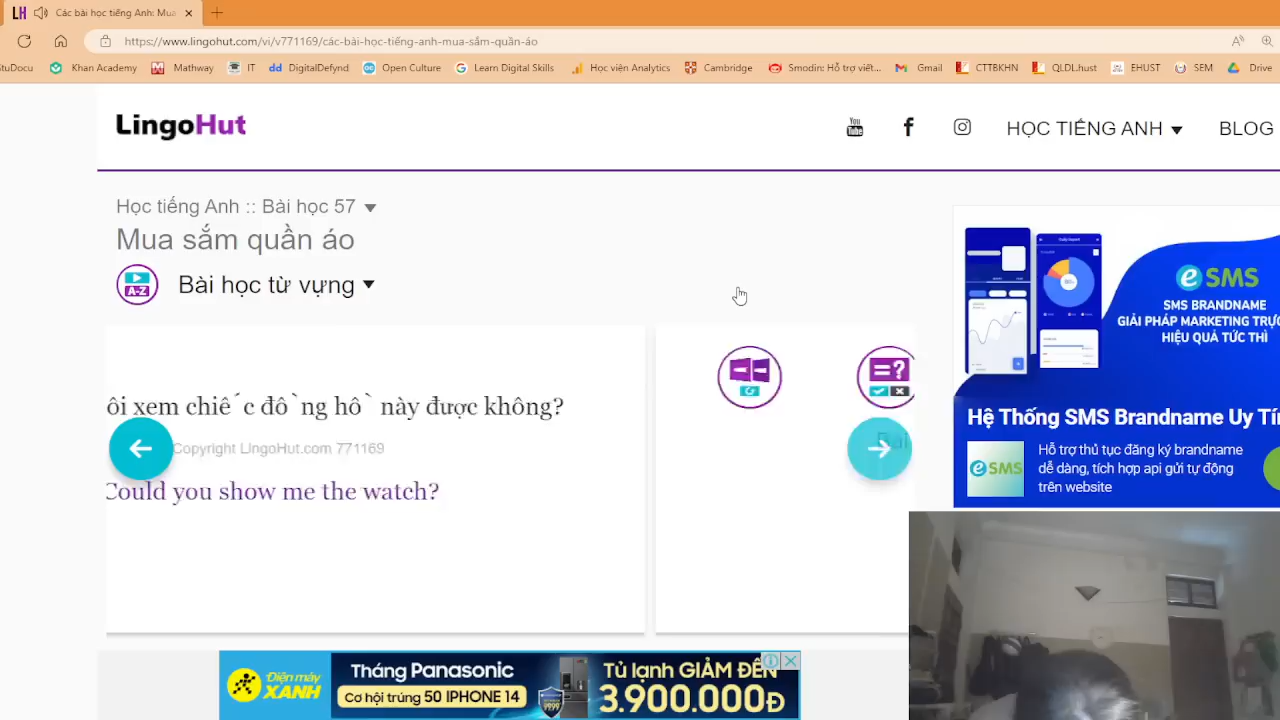 LH Các bài học tiếng Anh: Mua
https://www.lingohut.com/vi/v771169/các-bài-học-tiếng-anh-mua-sắm-quần-áo
StuDocu Khan Academy Mathway IT dd DigitalDefynd OC Open Culture Learn Digital Skills Học viện Analytics Cambridge Smodin: Hỗ trợ viết... Gmail CTTBKHN QLDL.hust EHUST SEM Drive
LingoHut
You Tube
HỌC TIẾNG ANH
BLOG
Học tiếng Anh :: Bài học 57
Mua sắm quần áo
A-Z
Bài học từ vựng
ôi xem chiếc đồng hồ này được không?
Copyright LingoHut.com 771169
Could you show me the watch?
=?
eSMS
SMS BRANDNAME
GIẢI PHÁP MARKETING TRỰC
HIỆU QUẢ TỨC THÌ
Hệ Thống SMS Brandname Uy Tín
eSMS
Hỗ trợ thủ tục đăng ký brandname
dễ dàng, tích hợp api gửi tự động
trên website
Điện máy
XANH
Tháng Panasonic
Cơ hội trúng 50 IPHONE 14
Tủ lạnh GIẢM ĐẾN
3.900.000Đ